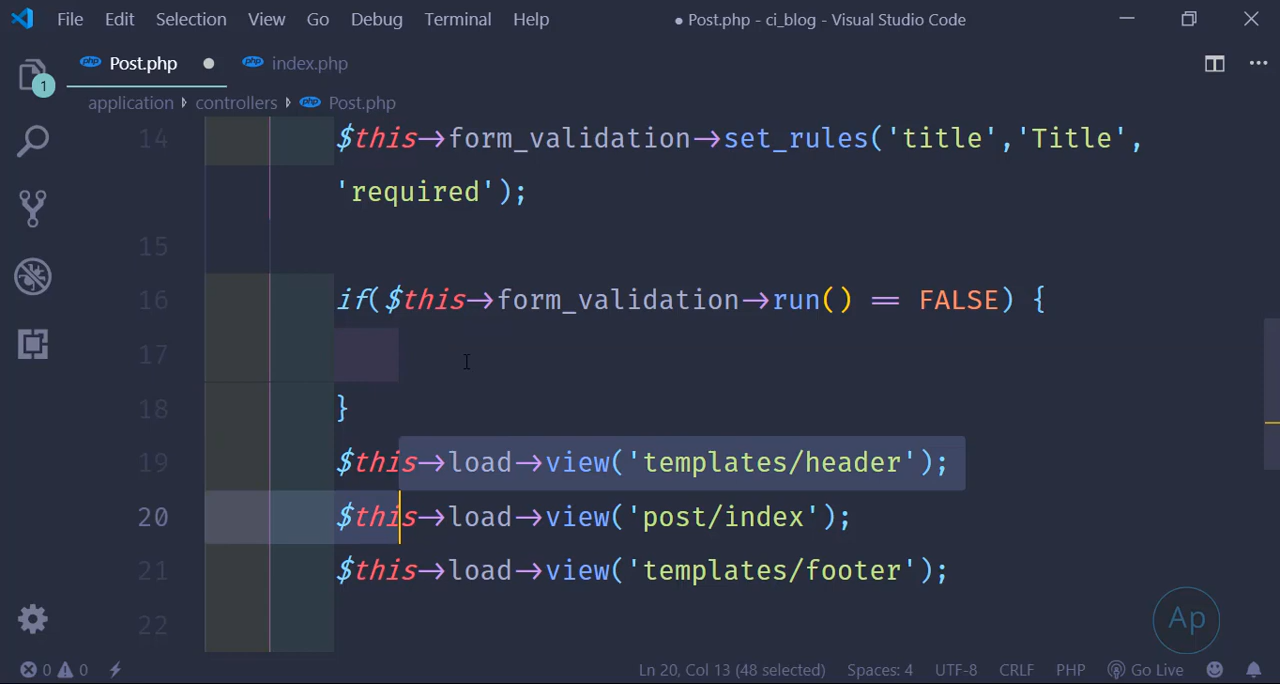 File Edit Selection View Go Debug Terminal Help ● Post.php - ci_blog - Visual Studio Code
Post.php index.php
1
application controllers Post.php
14 $this->form_validation->set_rules('title','Title',
'required');
15
16 if($this->form_validation->run() == FALSE) {
17
18 }
19 $this->load->view('templates/header');
20 $this->load->view('post/index');
21 $this->load->view('templates/footer');
22
Ap
0 0 Ln 20, Col 13 (48 selected) Spaces: 4 UTF-8 CRLF PHP Go Live